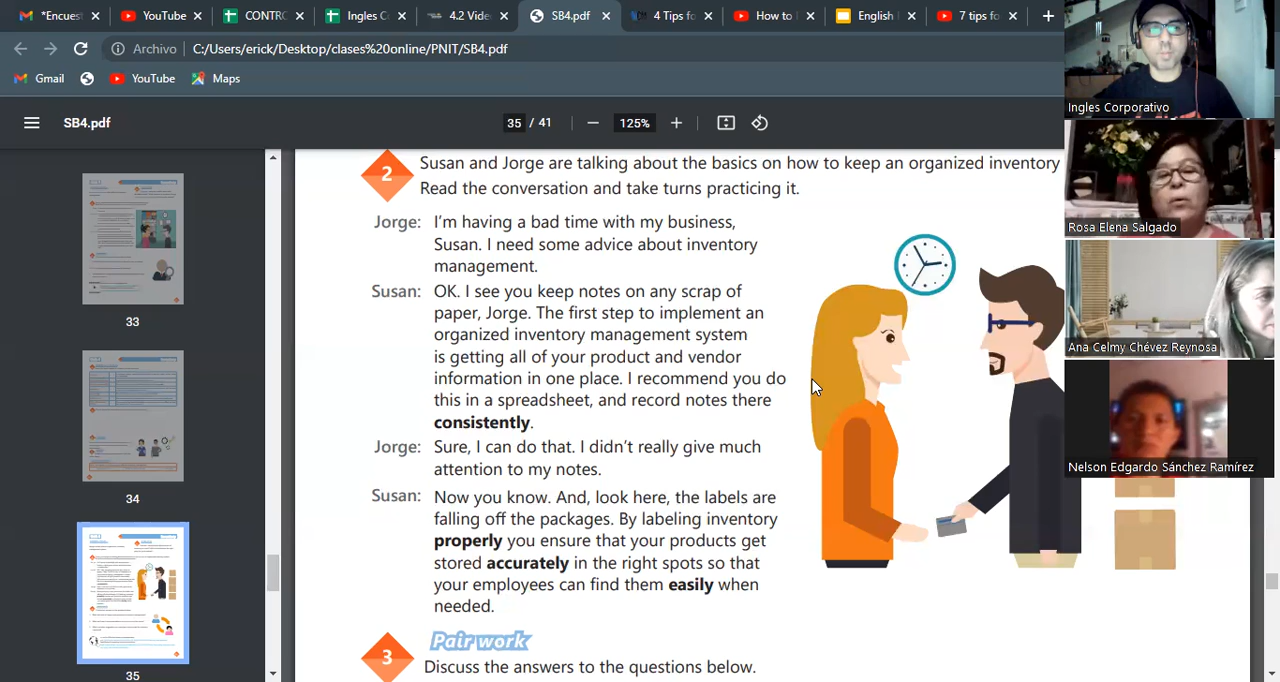 *Encues
YouTube
CONTRO
Ingles C
4.2 Vide
SB4.pdf
4 Tips fo
How to
English
7 tips fo
Archivo
C:/Users/erick/Desktop/clases%20online/PNIT/SB4.pdf
Gmail
YouTube
Maps
SB4.pdf
35 / 41
125%
33
34
35
2
Susan and Jorge are talking about the basics on how to keep an organized inventory
Read the conversation and take turns practicing it.
Jorge: I'm having a bad time with my business,
Susan. I need some advice about inventory
management.
Susan: OK. I see you keep notes on any scrap of
paper, Jorge. The first step to implement an
organized inventory management system
is getting all of your product and vendor
information in one place. I recommend you do
this in a spreadsheet, and record notes there
consistently.
Jorge: Sure, I can do that. I didn't really give much
attention to my notes.
Susan: Now you know. And, look here, the labels are
falling off the packages. By labeling inventory
properly you ensure that your products get
stored accurately in the right spots so that
your employees can find them easily when
needed.
3
Pair work
Discuss the answers to the questions below.
Ingles Corporativo
Rosa Elena Salgado
Ana Celmy Chévez Reynosa
Nelson Edgardo Sánchez Ramírez